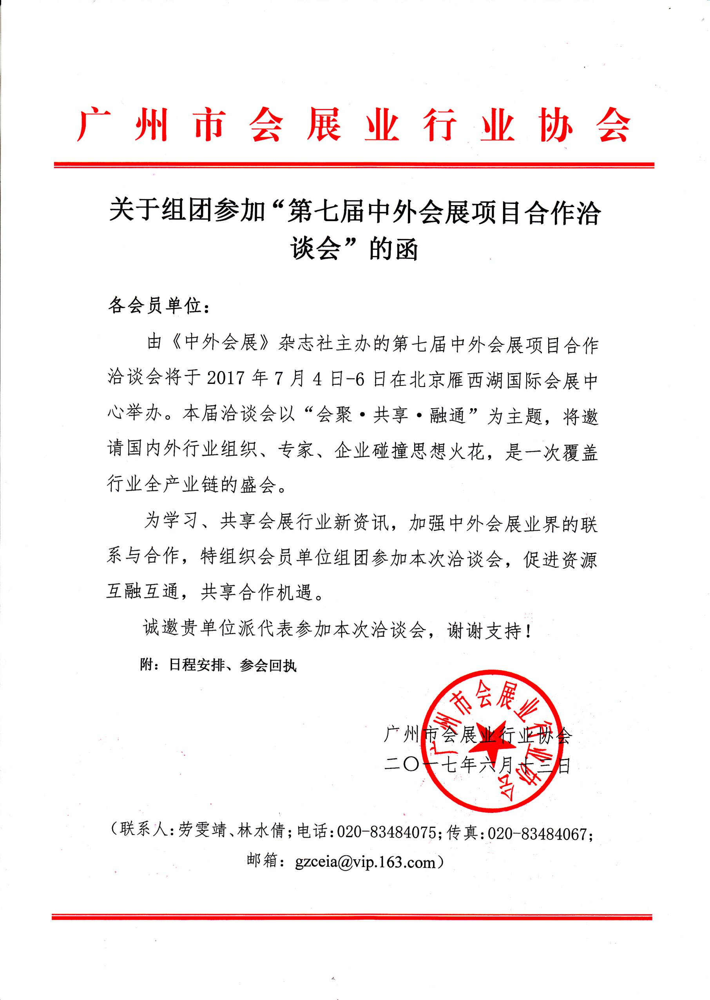 广州市会展业行业协会
关于组团参加“第七届中外会展项目合作洽
谈会”的函
各会员单位：
由《中外会展》杂志社主办的第七届中外会展项目合作
洽谈会将于 2017 年 7 月 4 日-6 日在北京雁西湖国际会展中
心举办。本届洽谈会以“会聚·共享·融通”为主题，将邀
请国内外行业组织、专家、企业碰撞思想火花，是一次覆盖
行业全产业链的盛会。
为学习、共享会展行业新资讯，加强中外会展业界的联
系与合作，特组织会员单位组团参加本次洽谈会，促进资源
互融互通，共享合作机遇。
诚邀贵单位派代表参加本次洽谈会，谢谢支持！
附：日程安排、参会回执
广州市会展业行业协会
广州市会展业行业协会
二〇一七年六月十三日
（联系人：劳雯靖、林水倩；电话：020-83484075；传真：020-83484067；
邮箱：gzceia@vip.163.com）